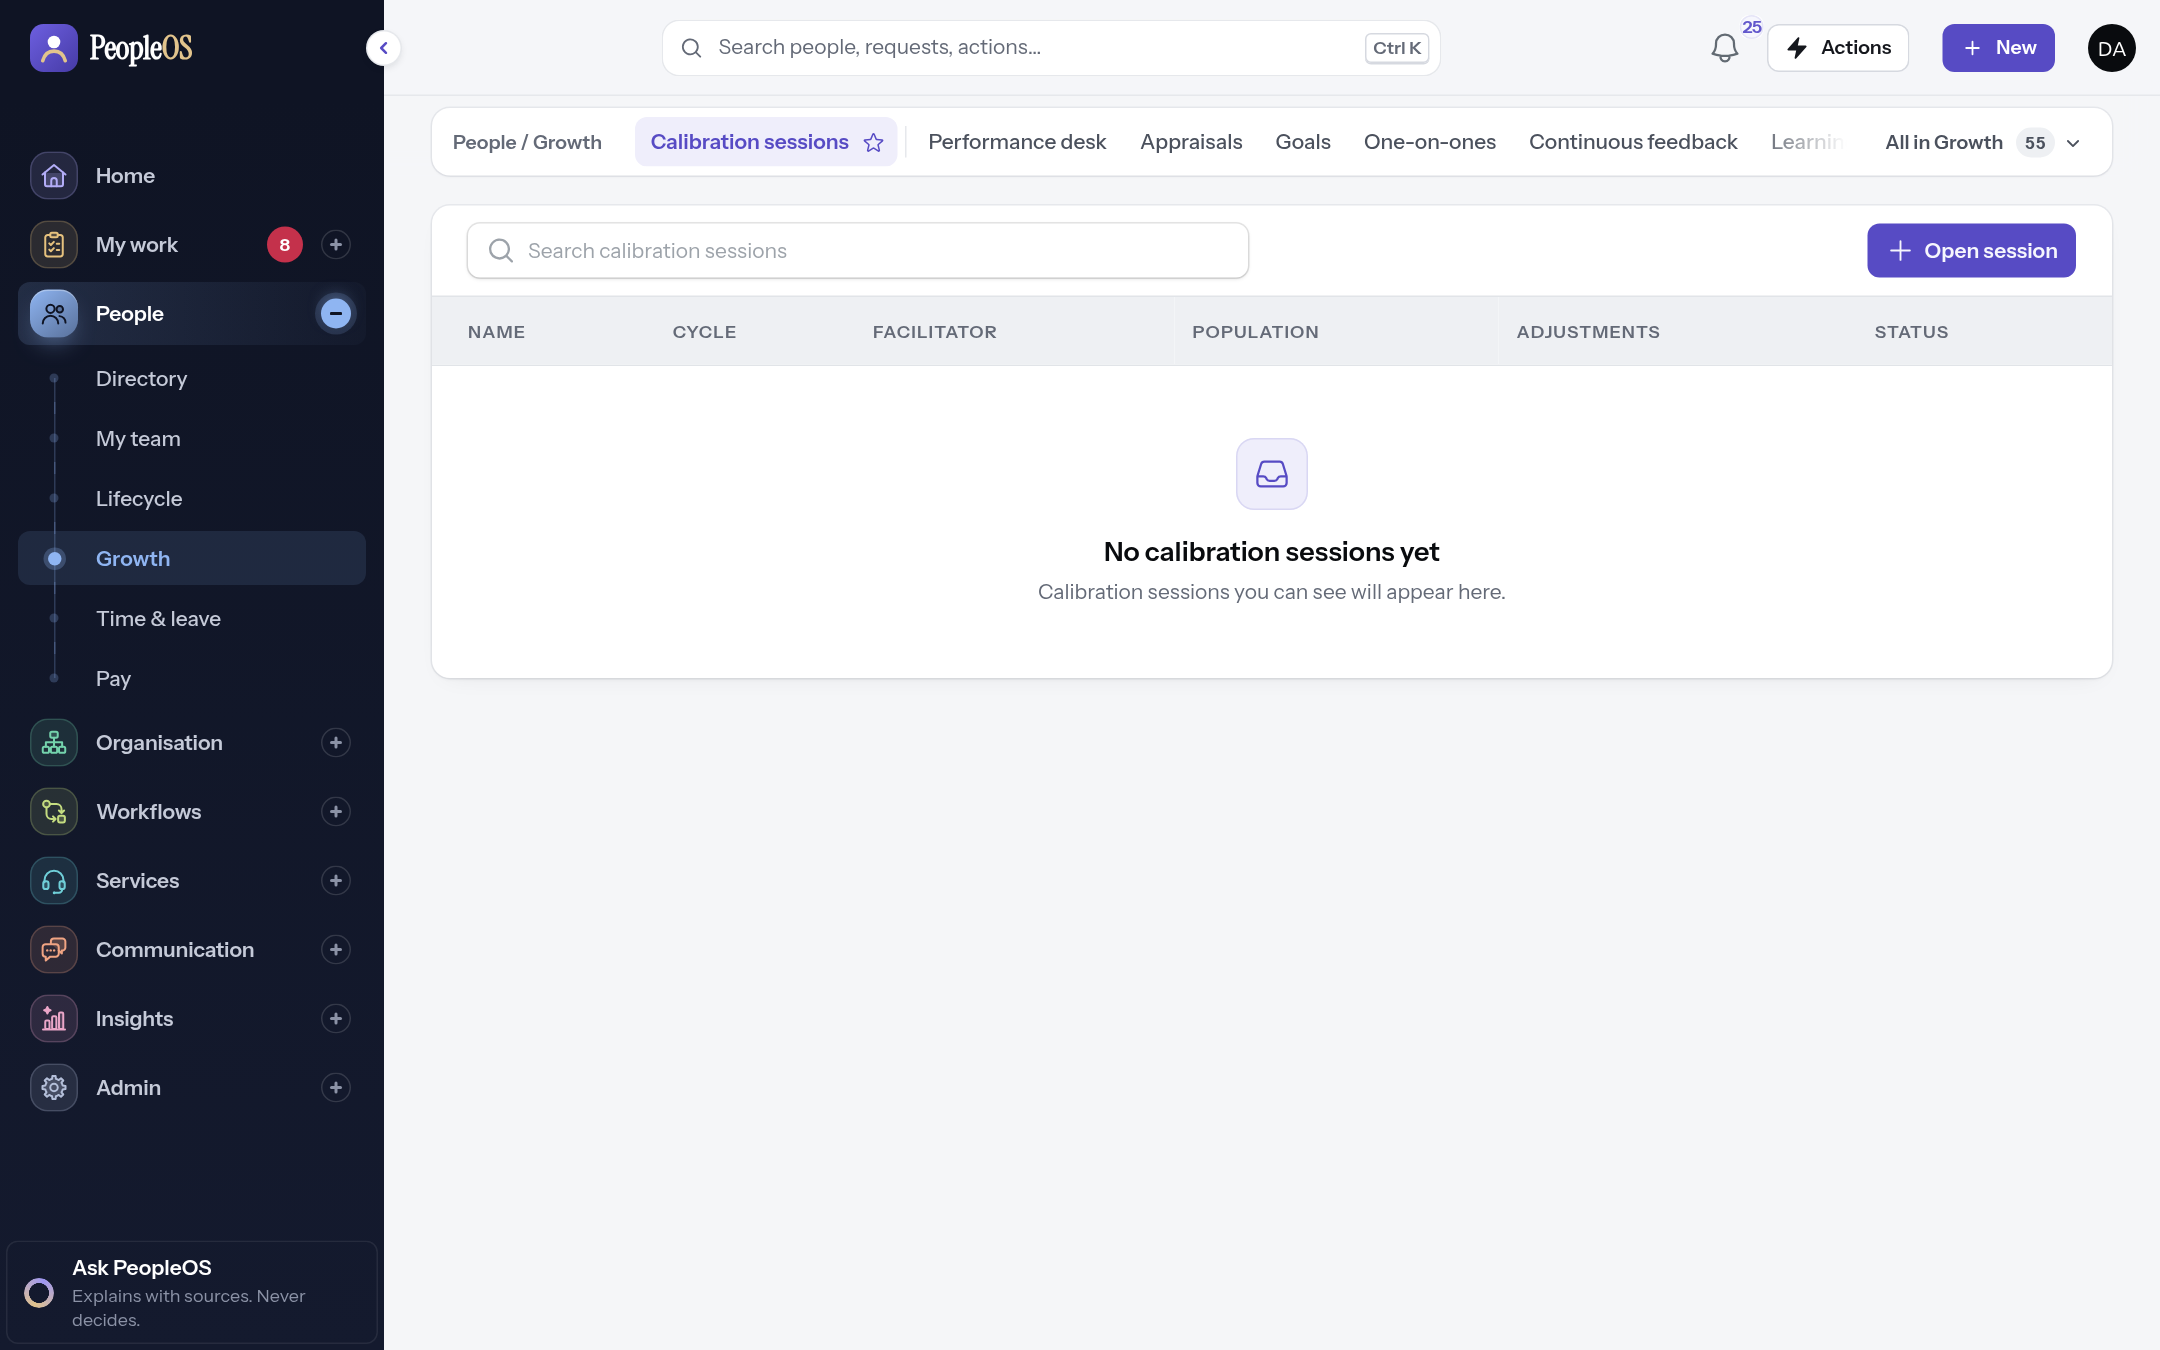 PeopleOS
Search people, requests, actions...
Ctrl K
25
Actions
New
DA
Home
My work
8
People
Directory
My team
Lifecycle
Growth
Time & leave
Pay
Organisation
Workflows
Services
Communication
Insights
Admin
Ask PeopleOS
Explains with sources. Never
decides.
People / Growth
Calibration sessions
Performance desk
Appraisals
Goals
One-on-ones
Continuous feedback
Learnin
All in Growth
55
Search calibration sessions
Open session
NAME
CYCLE
FACILITATOR
POPULATION
ADJUSTMENTS
STATUS
No calibration sessions yet
Calibration sessions you can see will appear here.